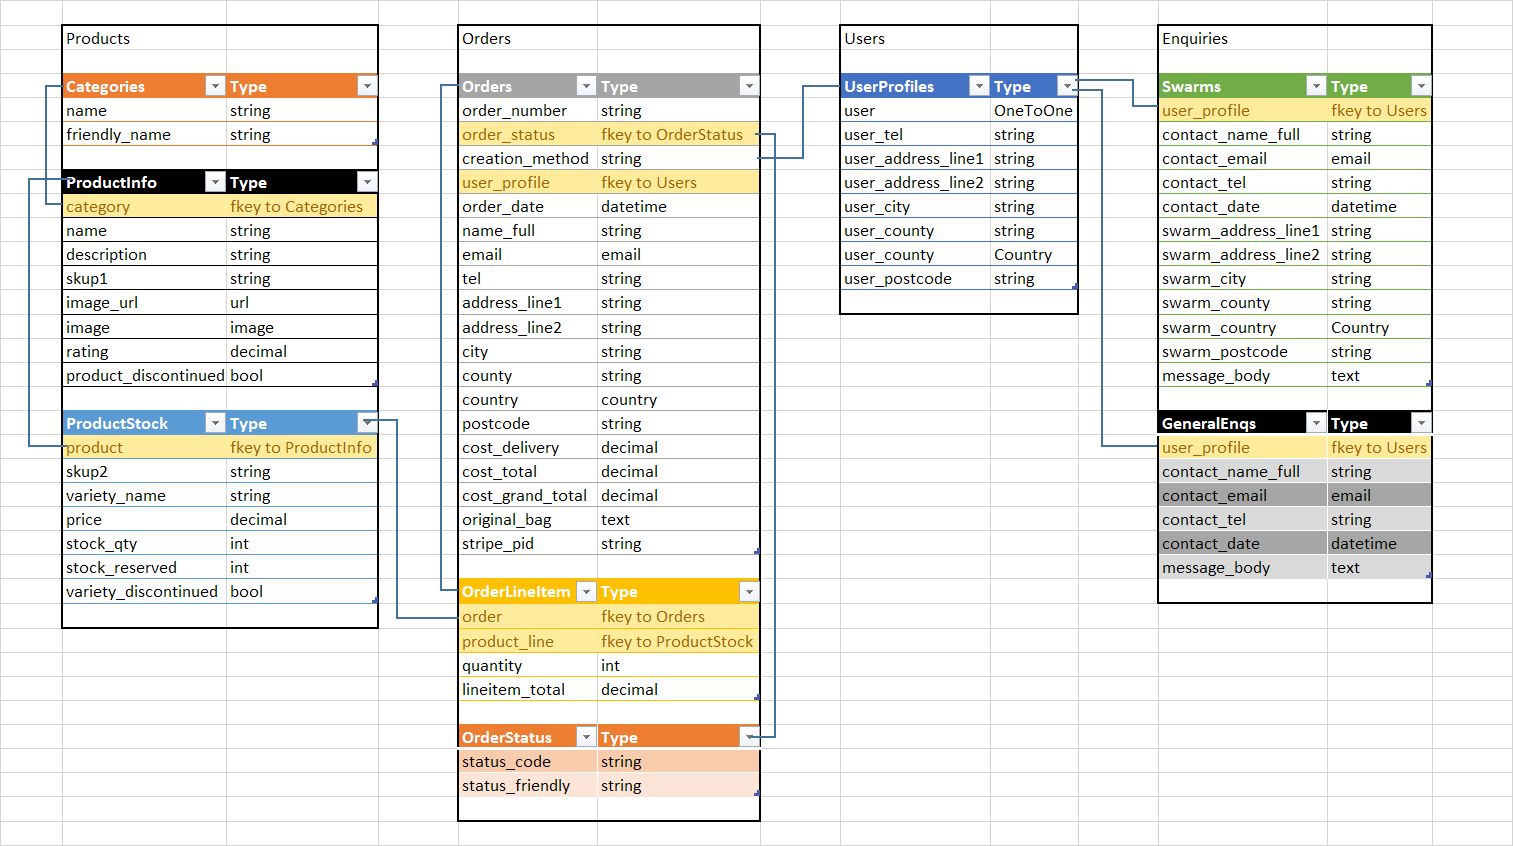 Products
Categories Type
name string
friendly_name string
ProductInfo Type
category fkey to Categories
name string
description string
skup1 string
image_url url
image image
rating decimal
product_discontinued bool
ProductStock Type
product fkey to ProductInfo
skup2 string
variety_name string
price decimal
stock_qty int
stock_reserved int
variety_discontinued bool
Orders
Orders Type
order_number string
order_status fkey to OrderStatus
creation_method string
user_profile fkey to Users
order_date datetime
name_full string
email email
tel string
address_line1 string
address_line2 string
city string
county string
country country
postcode string
cost_delivery decimal
cost_total decimal
cost_grand_total decimal
original_bag text
stripe_pid string
OrderLineItem Type
order fkey to Orders
product_line fkey to ProductStock
quantity int
lineitem_total decimal
OrderStatus Type
status_code string
status_friendly string
Users
UserProfiles Type
user OneToOne
user_tel string
user_address_line1 string
user_address_line2 string
user_city string
user_county string
user_county Country
user_postcode string
Enquiries
Swarms Type
user_profile fkey to Users
contact_name_full string
contact_email email
contact_tel string
contact_date datetime
swarm_address_line1 string
swarm_address_line2 string
swarm_city string
swarm_county string
swarm_country Country
swarm_postcode string
message_body text
GeneralEnqs Type
user_profile fkey to Users
contact_name_full string
contact_email email
contact_tel string
contact_date datetime
message_body text